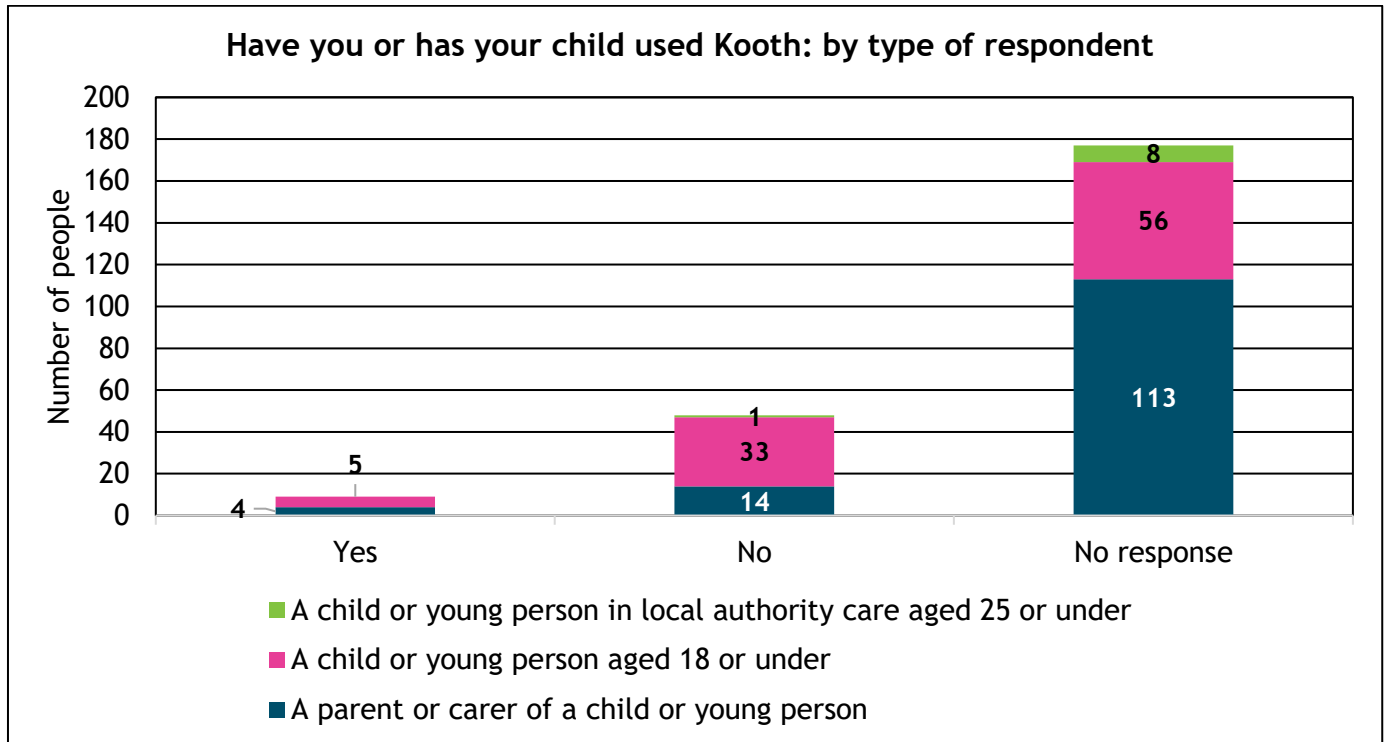 Have you or has your child used Kooth: by type of respondent
Number of people
200
180
160
140
120
100
80
60
40
20
0
5
4
1
33
14
8
56
113
Yes
No
No response
A child or young person in local authority care aged 25 or under
A child or young person aged 18 or under
A parent or carer of a child or young person